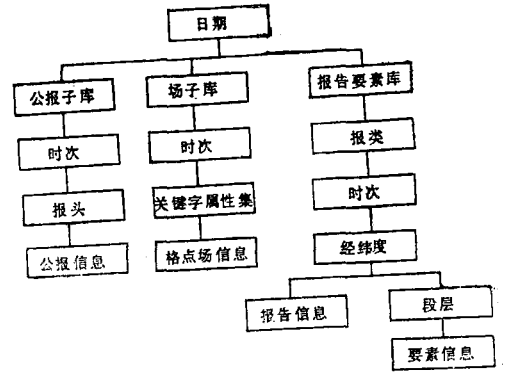 日期
公报子库
场子库
报告要素库
时次
时次
报类
报头
关键字属性集
时次
公报信息
格点场信息
经纬度
报告信息
段层
要素信息